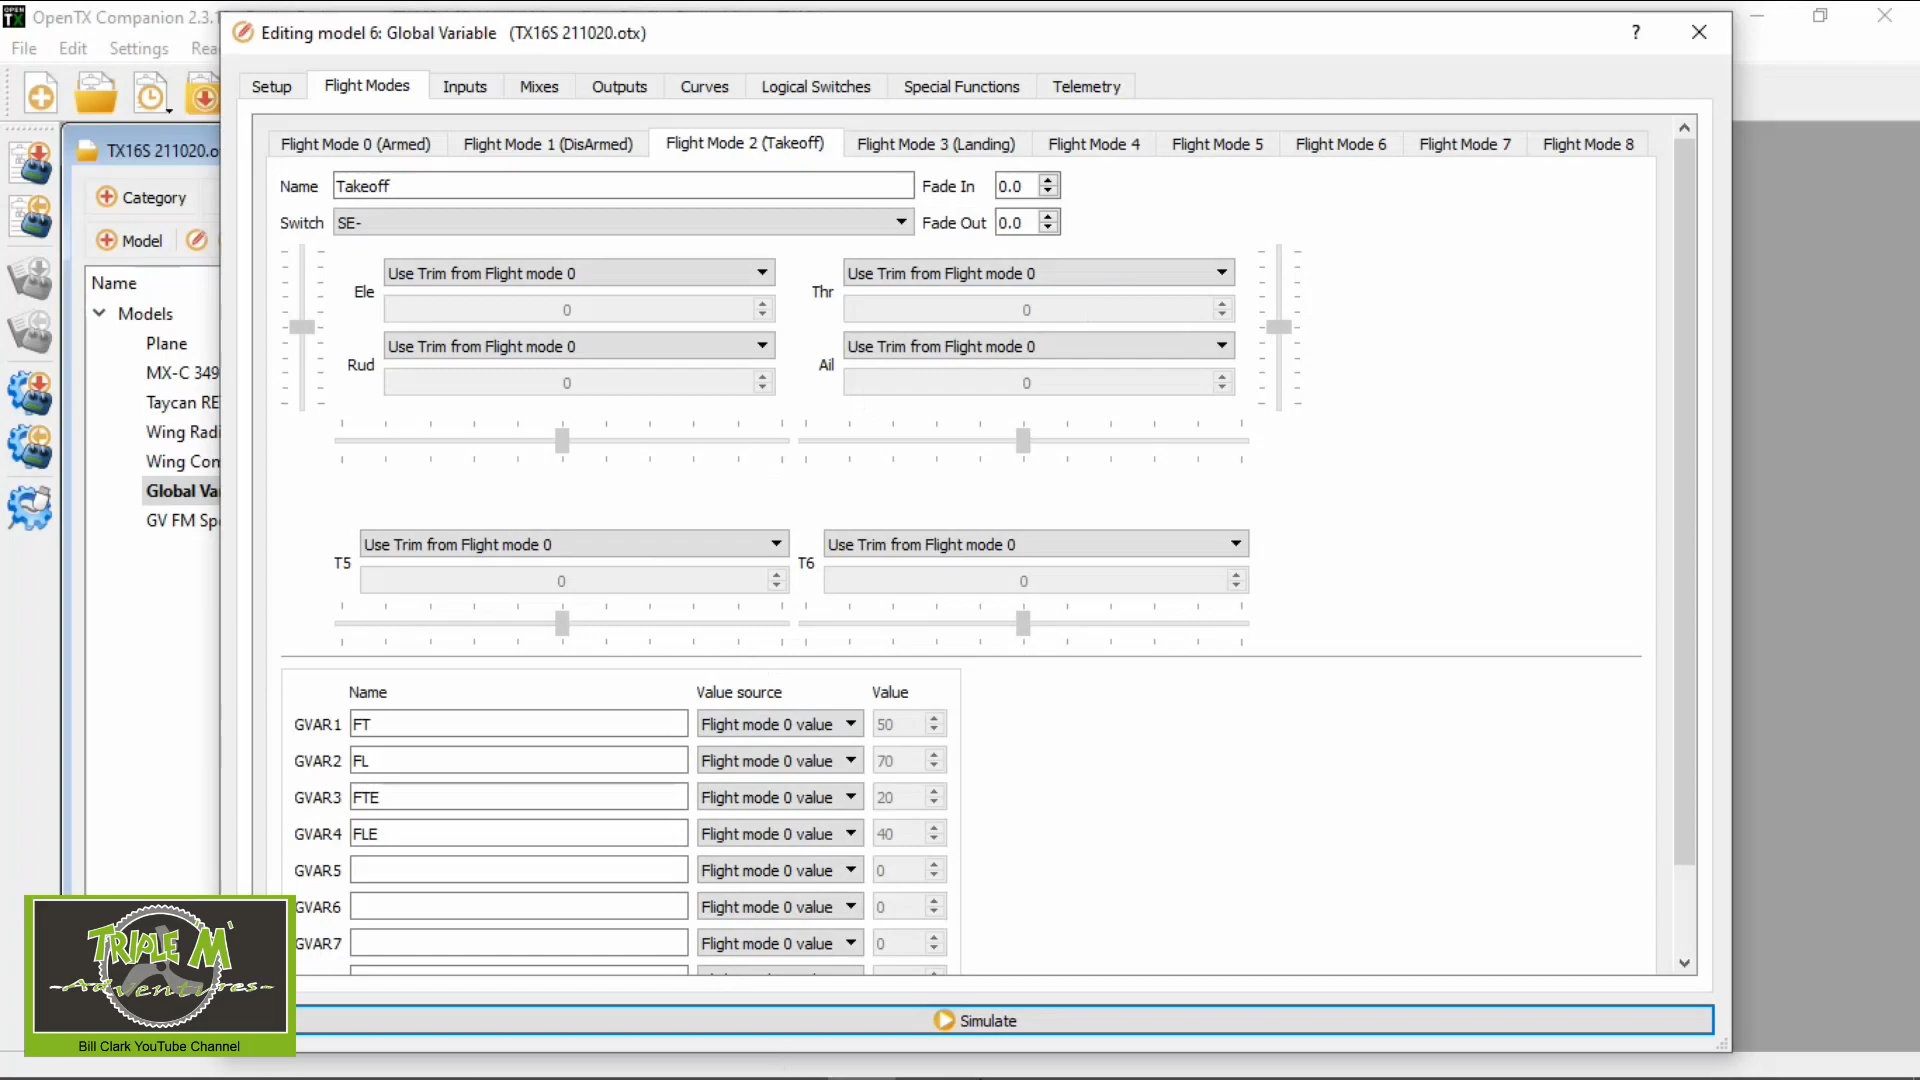 OpenTX Companion 2.3.1
File Edit Settings Rea
Editing model 6: Global Variable (TX16S 211020.otx)
?
Setup Flight Modes Inputs Mixes Outputs Curves Logical Switches Special Functions Telemetry
TX16S 211020.o
Category
Model
Name
Models
Plane
MX-C 349
Taycan RE
Wing Radi
Wing Con
Global Va
GV FM Sp
Flight Mode 0 (Armed) Flight Mode 1 (DisArmed) Flight Mode 2 (Takeoff) Flight Mode 3 (Landing) Flight Mode 4 Flight Mode 5 Flight Mode 6 Flight Mode 7 Flight Mode 8
Name Takeoff Fade In 0.0
Switch SE- Fade Out 0.0
Ele Use Trim from Flight mode 0 0
Thr Use Trim from Flight mode 0 0
Rud Use Trim from Flight mode 0 0
Ail Use Trim from Flight mode 0 0
T5 Use Trim from Flight mode 0 0
T6 Use Trim from Flight mode 0 0
Name Value source Value
GVAR1 FT Flight mode 0 value 50
GVAR2 FL Flight mode 0 value 70
GVAR3 FTE Flight mode 0 value 20
GVAR4 FLE Flight mode 0 value 40
GVAR5 Flight mode 0 value 0
GVAR6 Flight mode 0 value 0
GVAR7 Flight mode 0 value 0
Simulate
TRIPLE M
-Adventures-
Bill Clark YouTube Channel